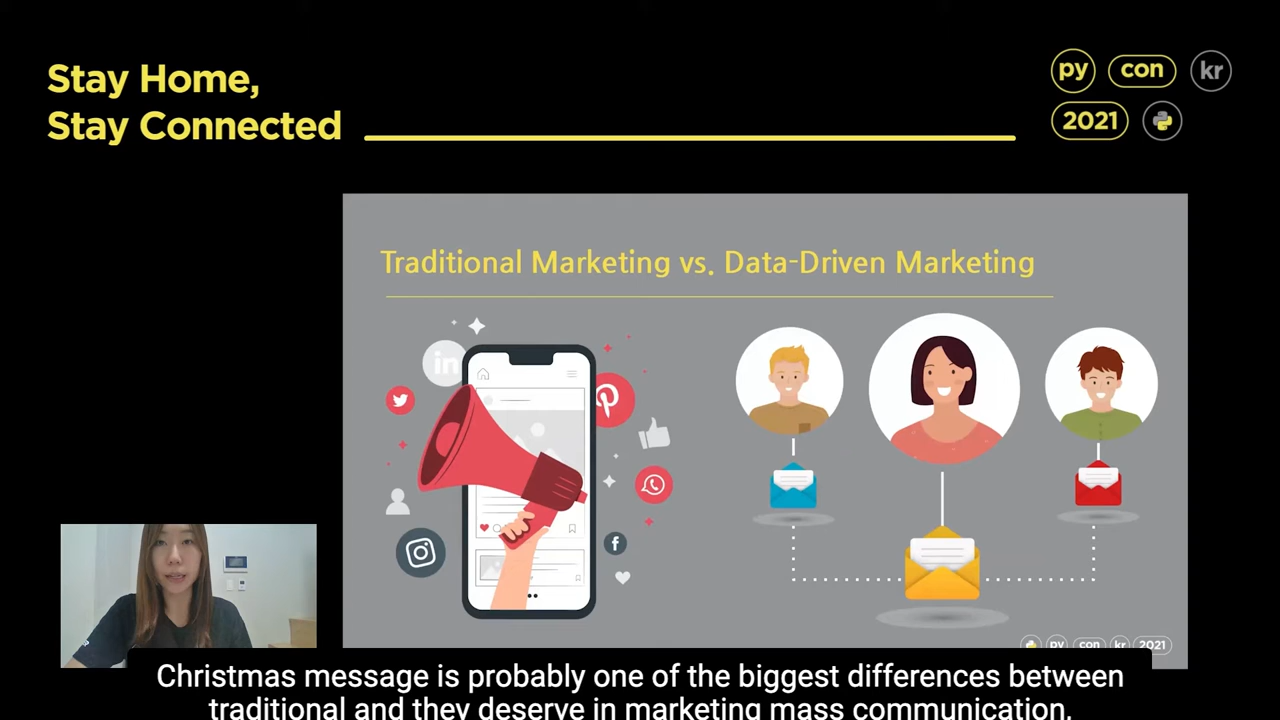 Stay Home,
Stay Connected
py con kr
2021
Traditional Marketing vs. Data-Driven Marketing
in
f
py con kr 2021
Christmas message is probably one of the biggest differences between
traditional and they deserve in marketing mass communication.